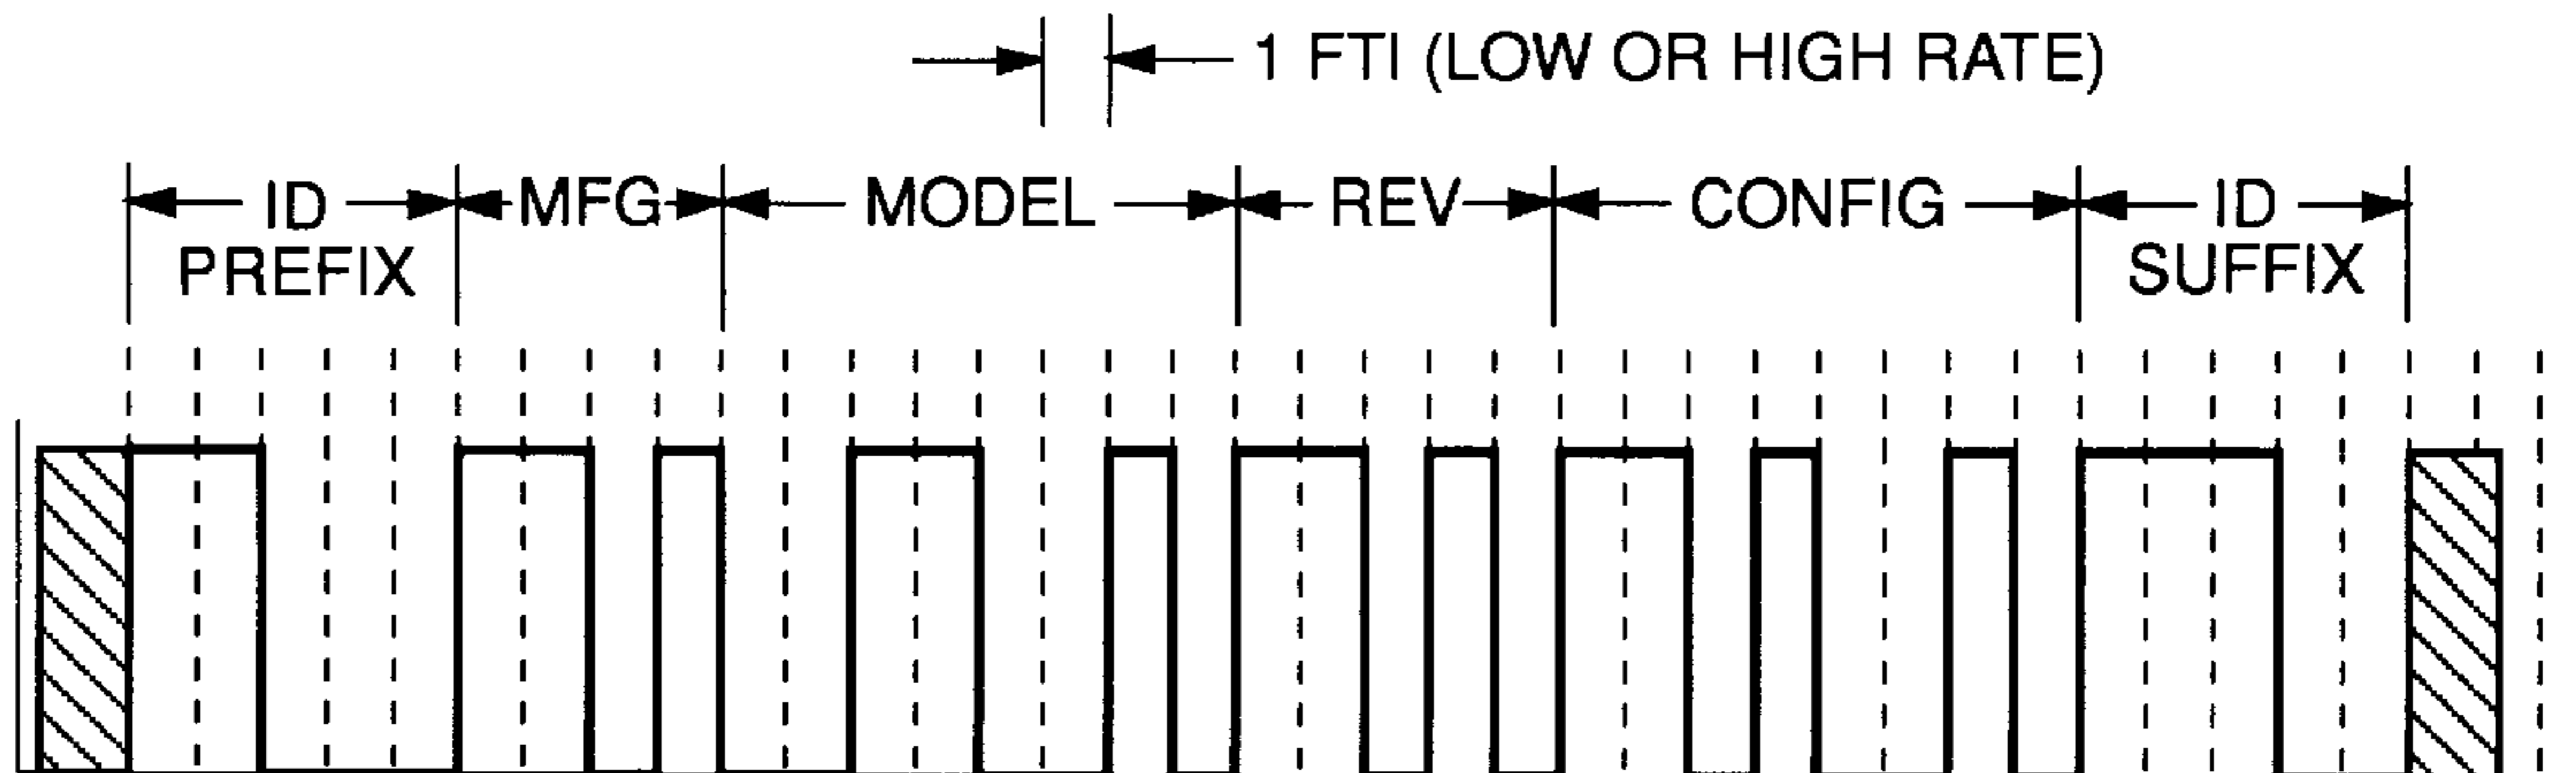 1 FTI (LOW OR HIGH RATE)
ID PREFIX
MFG
MODEL
REV
CONFIG
ID SUFFIX